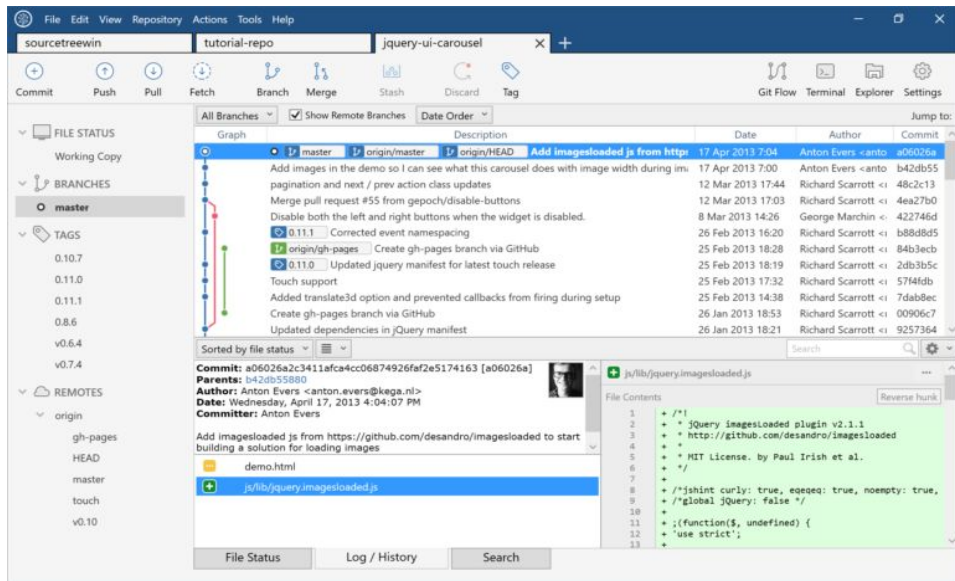 File Edit View Repository Actions Tools Help
sourcetreewin tutorial-repo jquery-ui-carousel
Commit Push Pull Fetch Branch Merge Stash Discard Tag Git Flow Terminal Explorer Settings
All Branches Show Remote Branches Date Order Jump to:
FILE STATUS
Working Copy
BRANCHES
master
TAGS
0.10.7
0.11.0
0.11.1
0.8.6
v0.6.4
v0.7.4
REMOTES
origin
gh-pages
HEAD
master
touch
v0.10
Graph Description Date Author Commit
master origin/master origin/HEAD Add imagesloaded js from https 17 Apr 2013 7:04 Anton Evers <anto a06026a
Add images in the demo so I can see what this carousel does with image width during im 17 Apr 2013 7:00 Anton Evers <anto b42db55
pagination and next / prev action class updates 12 Mar 2013 17:44 Richard Scarrott < 48c2c13
Merge pull request #55 from gepoch/disable-buttons 12 Mar 2013 17:03 Richard Scarrott < 4ea27b0
Disable both the left and right buttons when the widget is disabled. 8 Mar 2013 14:26 George Marchin < 422746d
0.11.1 Corrected event namespacing 26 Feb 2013 16:20 Richard Scarrott < b88d8d5
origin/gh-pages Create gh-pages branch via GitHub 25 Feb 2013 18:28 Richard Scarrott < 84b3ecb
0.11.0 Updated jquery manifest for latest touch release 25 Feb 2013 18:19 Richard Scarrott < 2db3b5c
Touch support 25 Feb 2013 17:32 Richard Scarrott < 57f4fdb
Added translate3d option and prevented callbacks from firing during setup 25 Feb 2013 14:38 Richard Scarrott < 7dab8ec
Create gh-pages branch via GitHub 26 Jan 2013 18:53 Richard Scarrott < 00906c7
Updated dependencies in jQuery manifest 26 Jan 2013 18:21 Richard Scarrott < 9257364
Sorted by file status Search
Commit: a06026a2c3411afca4cc06874926faf2e5174163 [a06026a]
Parents: b42db55880
Author: Anton Evers <anton.evers@kega.nl>
Date: Wednesday, April 17, 2013 4:04:07 PM
Committer: Anton Evers
Add imagesloaded js from https://github.com/desandro/imagesloaded to start
building a solution for loading images
demo.html
js/lib/jquery.imagesloaded.js
js/lib/jquery.imagesloaded.js
File Contents Reverse hunk
1 + /*!
2 + * jQuery imagesLoaded plugin v2.1.1
3 + * http://github.com/desandro/imagesloaded
4 + *
5 + * MIT License. by Paul Irish et al.
6 + */
7 +
8 + /*jshint curly: true, eqeqeq: true, noempty: true,
9 + /*global jQuery: false */
10 +
11 + ;(function($, undefined) {
12 + 'use strict';
13 +
File Status Log / History Search